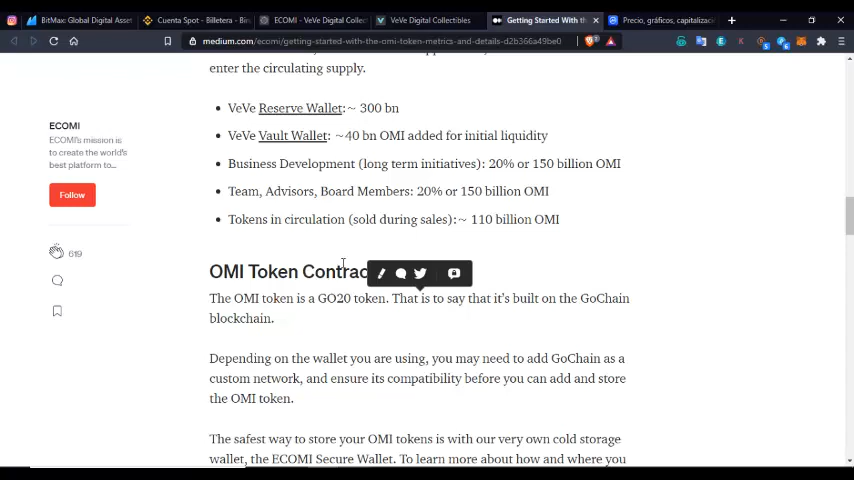 BitMax: Global Digital Asset
Cuenta Spot - Billetera - Bin
ECOMI - VeVe Digital Collec
VeVe Digital Collectibles
Getting Started With th
Precio, gráficos, capitalizaci
medium.com/ecomi/getting-started-with-the-omi-token-metrics-and-details-d2b366a49be0
enter the circulating supply.
VeVe Reserve Wallet:~ 300 bn
VeVe Vault Wallet: ~40 bn OMI added for initial liquidity
Business Development (long term initiatives): 20% or 150 billion OMI
Team, Advisors, Board Members: 20% or 150 billion OMI
Tokens in circulation (sold during sales):~ 110 billion OMI
ECOMI
ECOMI's mission is
to create the world's
best platform to...
Follow
619
OMI Token Contrac
The OMI token is a GO20 token. That is to say that it's built on the GoChain
blockchain.
Depending on the wallet you are using, you may need to add GoChain as a
custom network, and ensure its compatibility before you can add and store
the OMI token.
The safest way to store your OMI tokens is with our very own cold storage
wallet, the ECOMI Secure Wallet. To learn more about how and where you